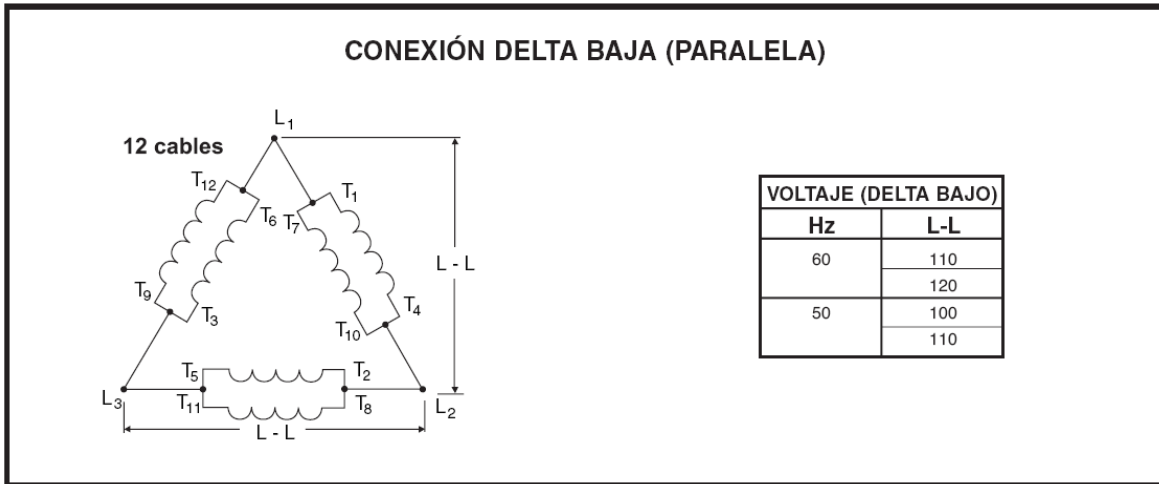 CONEXIÓN DELTA BAJA (PARALELA)
12 cables
L1
T12
T6
T1
T7
L - L
T9
T3
T4
T10
T5
T2
T11
T8
L3
L2
L - L
VOLTAJE (DELTA BAJO)
Hz L-L
60 110
120
50 100
110